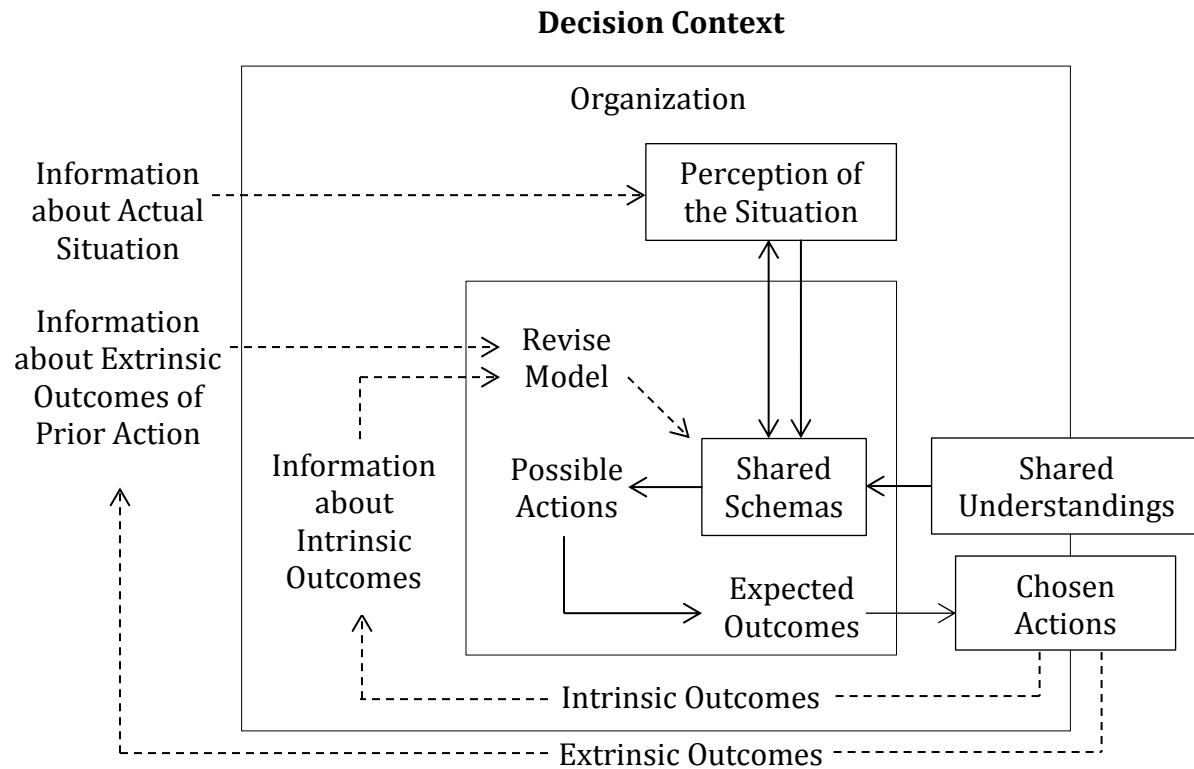 Decision Context
Organization
Information
about Actual
Situation
Perception of
the Situation
Information
about Extrinsic
Outcomes of
Prior Action
Revise
Model
Information
about
Intrinsic
Outcomes
Possible
Actions
Shared
Schemas
Shared
Understandings
Expected
Outcomes
Chosen
Actions
Intrinsic Outcomes
Extrinsic Outcomes